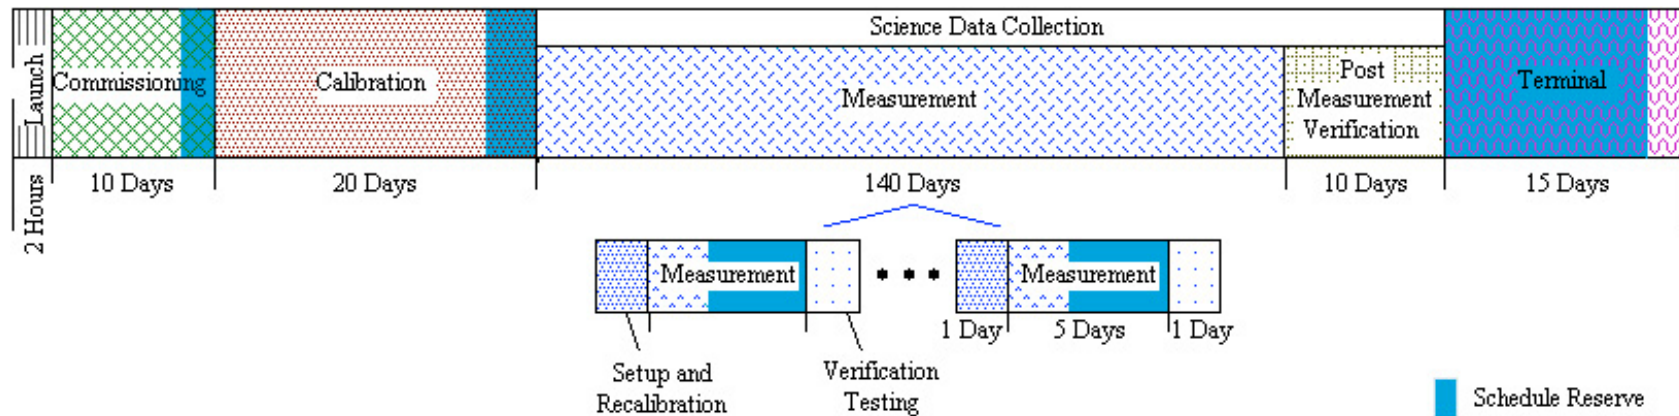 Science Data Collection
Launch
Commissioning
Calibration
Measurement
Post
Measurement
Verification
Terminal
2 Hours
10 Days
20 Days
140 Days
10 Days
15 Days
Measurement
Measurement
1 Day
5 Days
1 Day
Setup and
Recalibration
Verification
Testing
Schedule Reserve